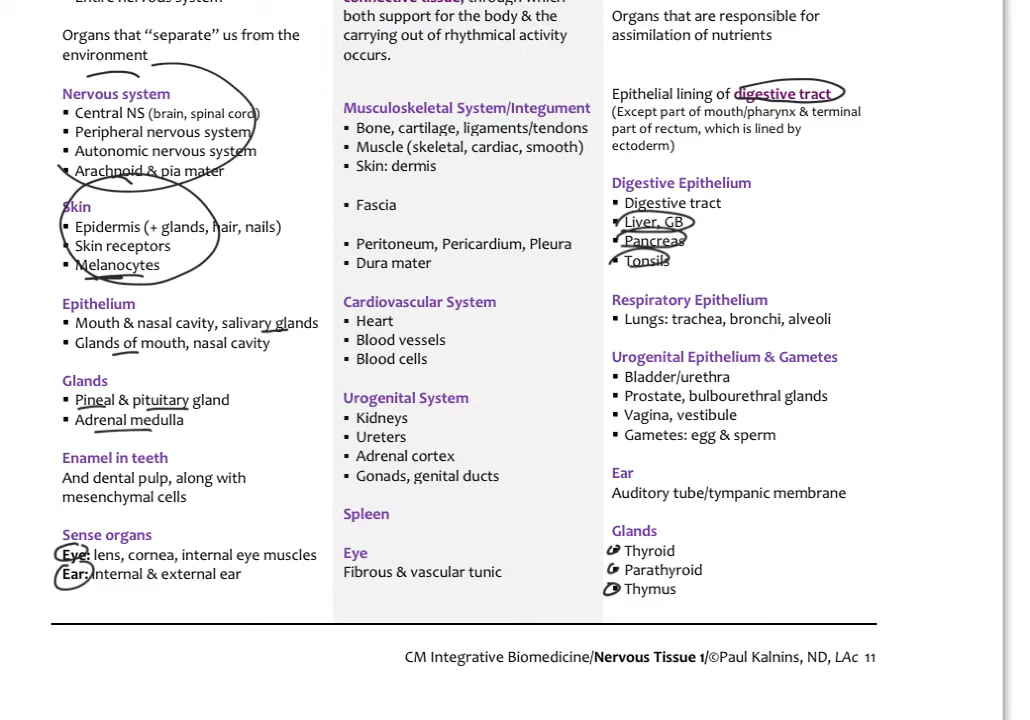 Entire nervous system
Organs that “separate” us from the
environment
Nervous system
▪ Central NS (brain, spinal cord)
▪ Peripheral nervous system
▪ Autonomic nervous system
▪ Arachnoid & pia mater
Skin
▪ Epidermis (+ glands, hair, nails)
▪ Skin receptors
▪ Melanocytes
Epithelium
▪ Mouth & nasal cavity, salivary glands
▪ Glands of mouth, nasal cavity
Glands
▪ Pineal & pituitary gland
▪ Adrenal medulla
Enamel in teeth
And dental pulp, along with
mesenchymal cells
Sense organs
Eye: lens, cornea, internal eye muscles
Ear: internal & external ear
connective tissue, through which
both support for the body & the
carrying out of rhythmical activity
occurs.
Musculoskeletal System/Integument
▪ Bone, cartilage, ligaments/tendons
▪ Muscle (skeletal, cardiac, smooth)
▪ Skin: dermis
▪ Fascia
▪ Peritoneum, Pericardium, Pleura
▪ Dura mater
Cardiovascular System
▪ Heart
▪ Blood vessels
▪ Blood cells
Urogenital System
▪ Kidneys
▪ Ureters
▪ Adrenal cortex
▪ Gonads, genital ducts
Spleen
Eye
Fibrous & vascular tunic
Organs that are responsible for
assimilation of nutrients
Epithelial lining of digestive tract
(Except part of mouth/pharynx & terminal
part of rectum, which is lined by
ectoderm)
Digestive Epithelium
▪ Digestive tract
▪ Liver, GB
▪ Pancreas
▪ Tonsils
Respiratory Epithelium
▪ Lungs: trachea, bronchi, alveoli
Urogenital Epithelium & Gametes
▪ Bladder/urethra
▪ Prostate, bulbourethral glands
▪ Vagina, vestibule
▪ Gametes: egg & sperm
Ear
Auditory tube/tympanic membrane
Glands
▪ Thyroid
▪ Parathyroid
▪ Thymus
CM Integrative Biomedicine/Nervous Tissue 1/©Paul Kalnins, ND, LAc 11